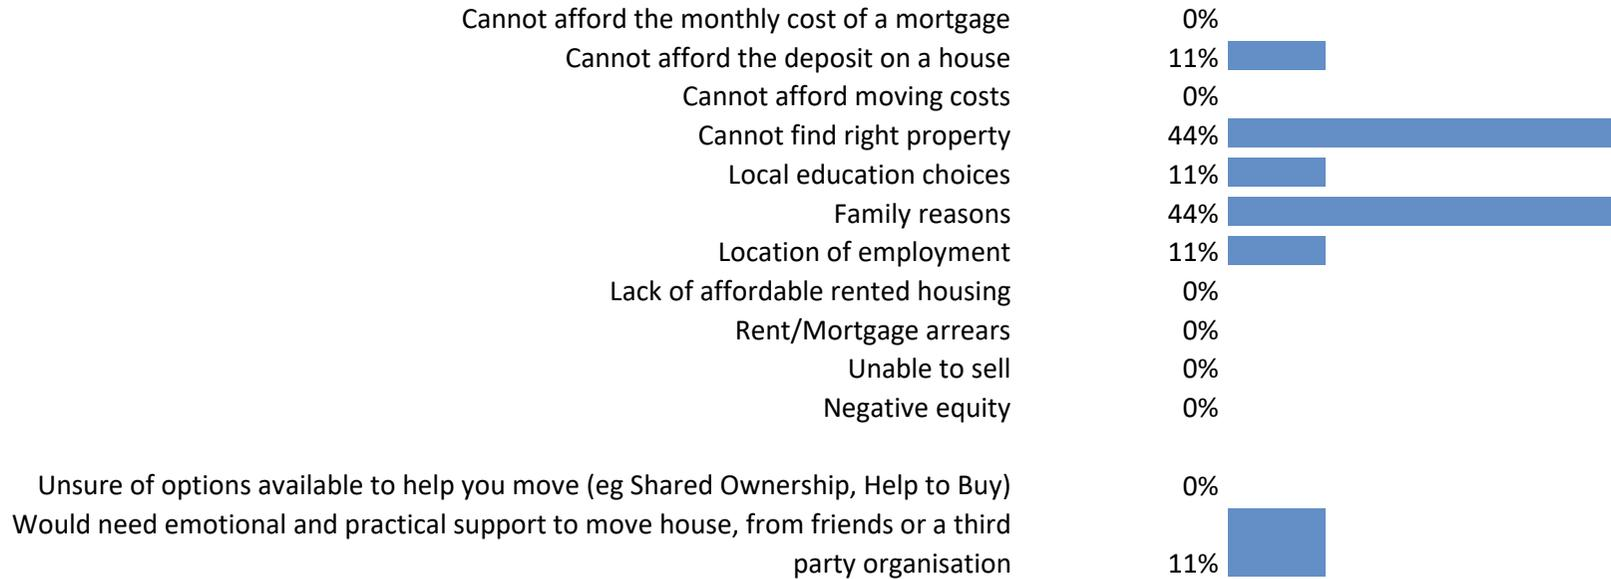 Cannot afford the monthly cost of a mortgage 0%
Cannot afford the deposit on a house 11%
Cannot afford moving costs 0%
Cannot find right property 44%
Local education choices 11%
Family reasons 44%
Location of employment 11%
Lack of affordable rented housing 0%
Rent/Mortgage arrears 0%
Unable to sell 0%
Negative equity 0%
Unsure of options available to help you move (eg Shared Ownership, Help to Buy) 0%
Would need emotional and practical support to move house, from friends or a third
party organisation 11%